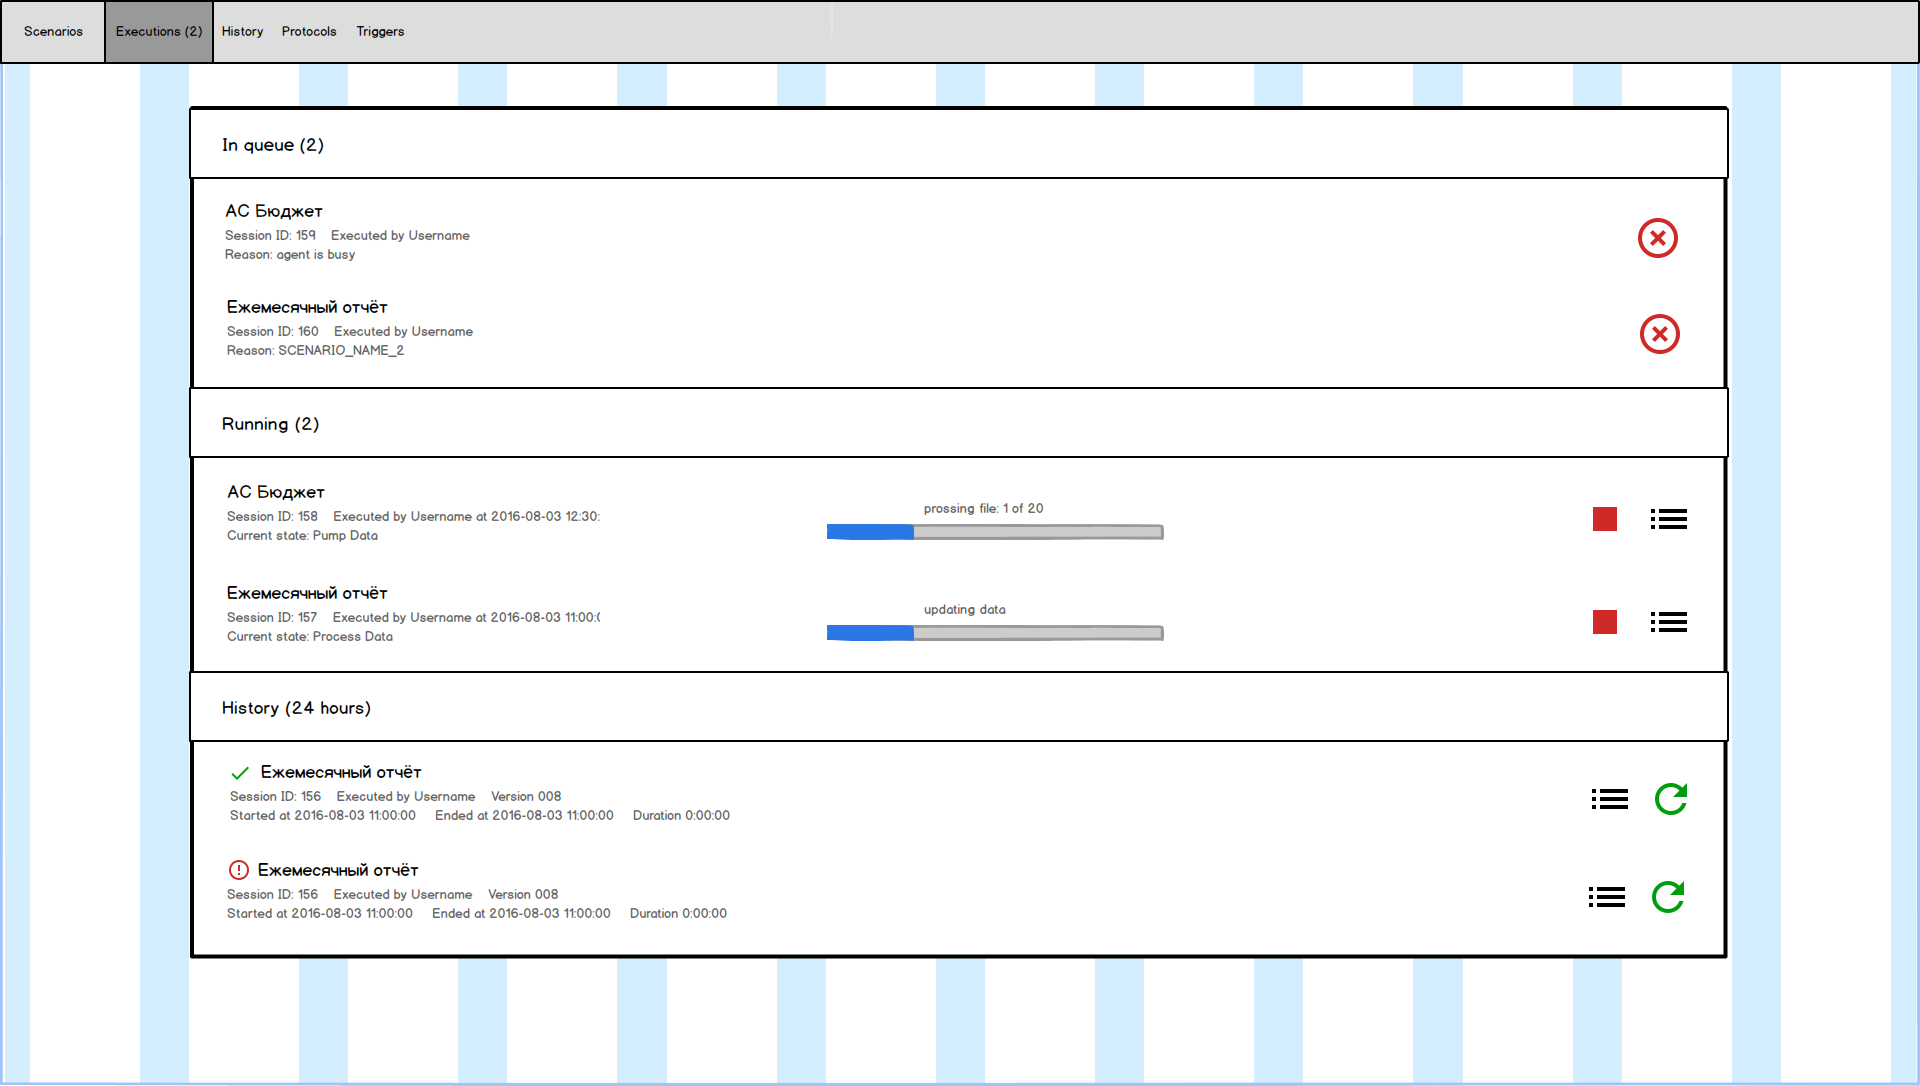 Scenarios Executions (2) History Protocols Triggers
In queue (2)
АС Бюджет
Session ID: 159 Executed by Username
Reason: agent is busy
Ежемесячный отчёт
Session ID: 160 Executed by Username
Reason: SCENARIO_NAME_2
Running (2)
АС Бюджет
Session ID: 158 Executed by Username at 2016-08-03 12:30:
Current state: Pump Data
prossing file: 1 of 20
Ежемесячный отчёт
Session ID: 157 Executed by Username at 2016-08-03 11:00:
Current state: Process Data
updating data
History (24 hours)
Ежемесячный отчёт
Session ID: 156 Executed by Username Version 008
Started at 2016-08-03 11:00:00 Ended at 2016-08-03 11:00:00 Duration 0:00:00
Ежемесячный отчёт
Session ID: 156 Executed by Username Version 008
Started at 2016-08-03 11:00:00 Ended at 2016-08-03 11:00:00 Duration 0:00:00